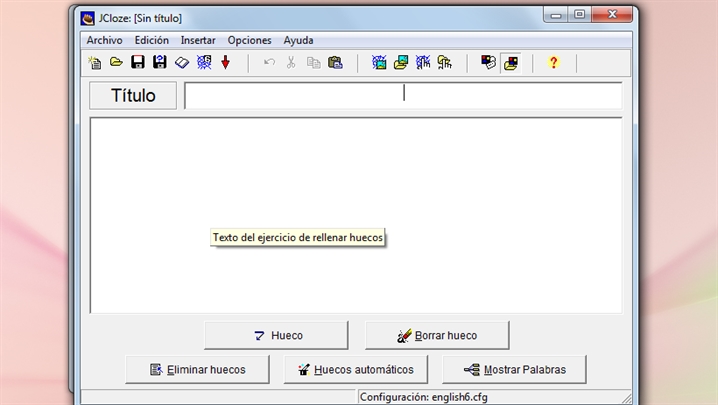 JCloze: [Sin título]
Archivo Edición Insertar Opciones Ayuda
Título
Texto del ejercicio de rellenar huecos
Hueco Borrar hueco
Eliminar huecos Huecos automáticos Mostrar Palabras
Configuración: english6.cfg